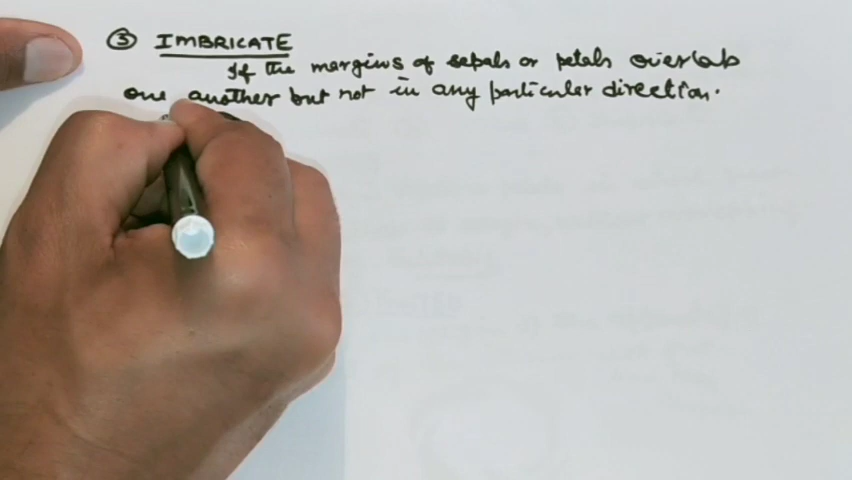 ③ IMBRICATE
If the margins of sepals or petals overlap
one another but not in any particular direction.